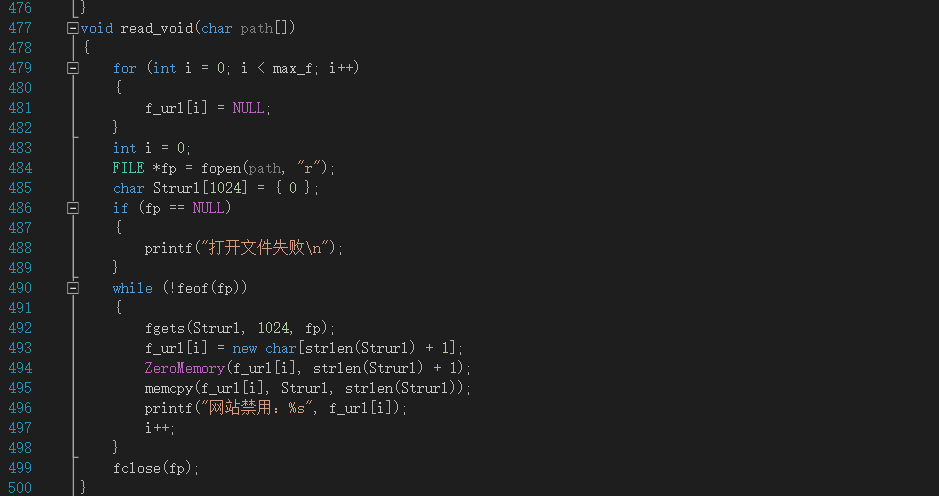 476 }
477 void read_void(char path[])
478 {
479 for (int i = 0; i < max_f; i++)
480 {
481 f_url[i] = NULL;
482 }
483 int i = 0;
484 FILE *fp = fopen(path, "r");
485 char Strurl[1024] = { 0 };
486 if (fp == NULL)
487 {
488 printf("打开文件失败\n");
489 }
490 while (!feof(fp))
491 {
492 fgets(Strurl, 1024, fp);
493 f_url[i] = new char[strlen(Strurl) + 1];
494 ZeroMemory(f_url[i], strlen(Strurl) + 1);
495 memcpy(f_url[i], Strurl, strlen(Strurl));
496 printf("网站禁用：%s", f_url[i]);
497 i++;
498 }
499 fclose(fp);
500 }